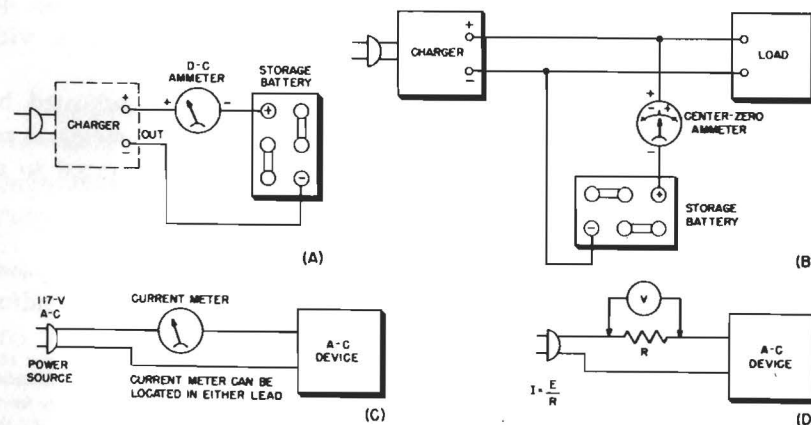 D-C
AMMETER
STORAGE
BATTERY
+
-
CHARGER
+
-
OUT
+
-
(A)
CHARGER
+
-
LOAD
+
- +
CENTER-ZERO
AMMETER
-
+
-
STORAGE
BATTERY
(B)
117-V
A-C
POWER
SOURCE
CURRENT METER
A-C
DEVICE
CURRENT METER CAN BE
LOCATED IN EITHER LEAD
(C)
V
R
A-C
DEVICE
I = E/R
(D)